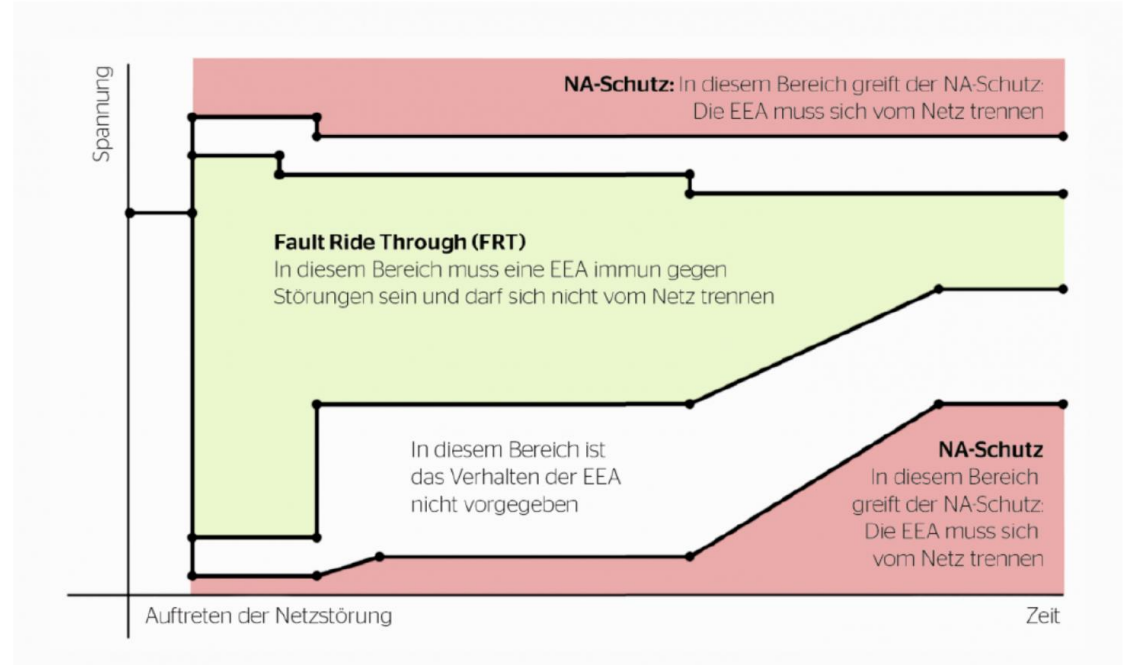 Spannung
NA-Schutz: In diesem Bereich greift der NA-Schutz:
Die EEA muss sich vom Netz trennen
Fault Ride Through (FRT)
In diesem Bereich muss eine EEA immun gegen
Störungen sein und darf sich nicht vom Netz trennen
In diesem Bereich ist
das Verhalten der EEA
nicht vorgegeben
NA-Schutz
In diesem Bereich
greift der NA-Schutz:
Die EEA muss sich
vom Netz trennen
Auftreten der Netzstörung
Zeit